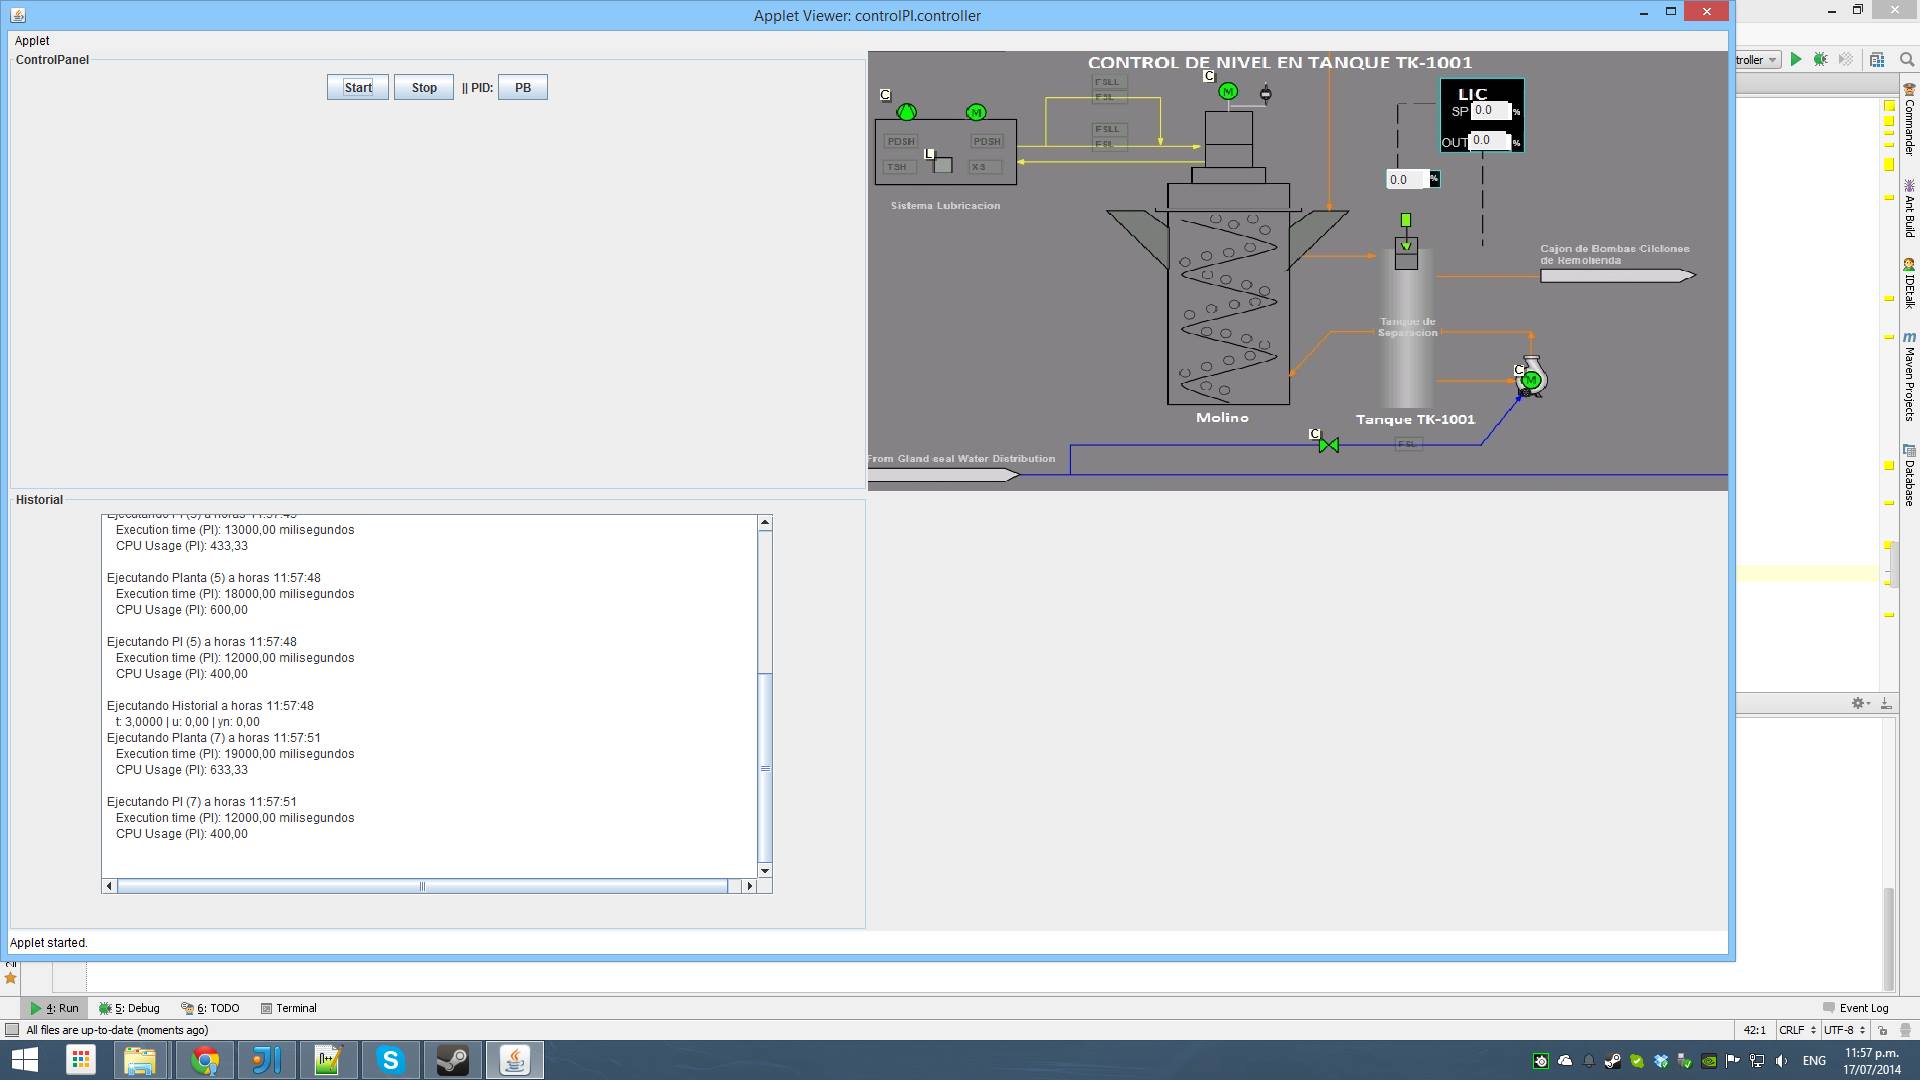 Applet Viewer: controlPI.controller
Applet
ControlPanel
Start
Stop
|| PID:
PB
CONTROL DE NIVEL EN TANQUE TK-1001
FSLL
FSL
FSLL
FSL
C
M
C
M
PDSH
PDSH
L
TSH
XS
Sistema Lubricacion
LIC
SP 0.0 %
OUT 0.0 %
0.0 %
Cajon de Bombas Cilclones
de Remolienda
Tanque de
Separacion
C
M
Molino
Tanque TK-1001
C
FSL
From Gland seal Water Distribution
Historial
Execution time (PI): 13000,00 milisegundos
CPU Usage (PI): 433,33
Ejecutando Planta (5) a horas 11:57:48
Execution time (PI): 18000,00 milisegundos
CPU Usage (PI): 600,00
Ejecutando PI (5) a horas 11:57:48
Execution time (PI): 12000,00 milisegundos
CPU Usage (PI): 400,00
Ejecutando Historial a horas 11:57:48
t: 3,0000 | u: 0,00 | yn: 0,00
Ejecutando Planta (7) a horas 11:57:51
Execution time (PI): 19000,00 milisegundos
CPU Usage (PI): 633,33
Ejecutando PI (7) a horas 11:57:51
Execution time (PI): 12000,00 milisegundos
CPU Usage (PI): 400,00
Applet started.
troller
Commander
Ant Build
IDEtalk
m
Maven Projects
Database
4: Run
5: Debug
6: TODO
Terminal
Event Log
All files are up-to-date (moments ago)
42:1
CRLF
UTF-8
ENG
11:57 p.m.
17/07/2014